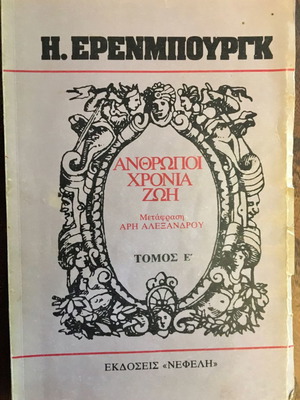 Η. ΕΡΕΝΜΠΟΥΡΓΚ
ΑΝΘΡΩΠΟΙ
ΧΡΟΝΙΑ
ΖΩΗ
Μετάφραση
ΑΡΗ ΑΛΕΞΑΝΔΡΟΥ
ΤΟΜΟΣ Ε'
ΕΚΔΟΣΕΙΣ «ΝΕΦΕΛΗ»